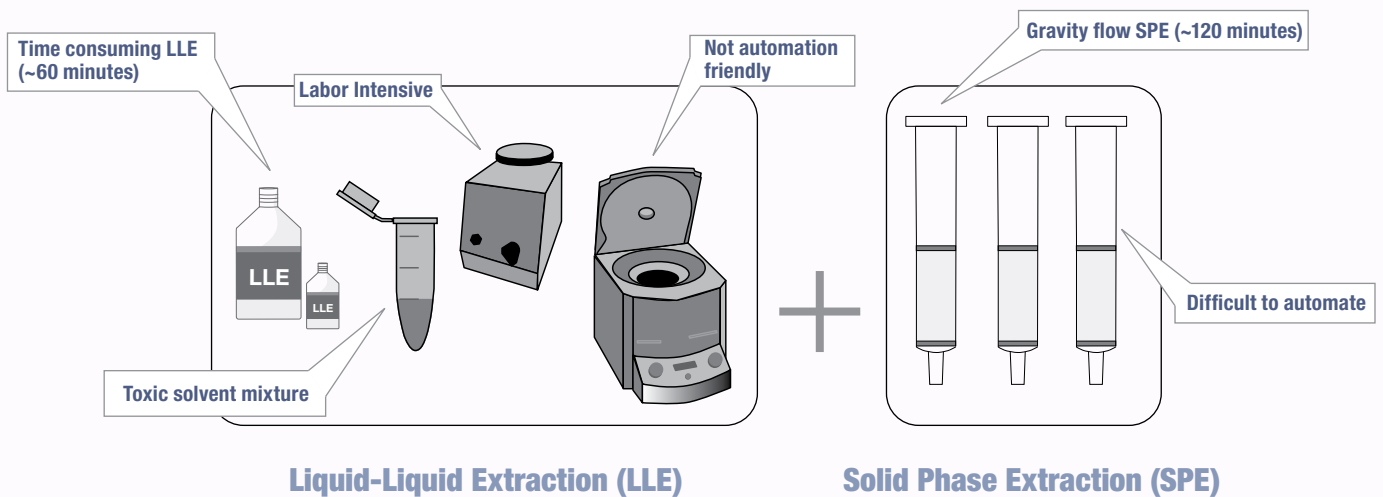 Time consuming LLE
(~60 minutes)
Labor Intensive
Not automation
friendly
Gravity flow SPE (~120 minutes)
LLE
LLE
Difficult to automate
Toxic solvent mixture
Liquid-Liquid Extraction (LLE)
Solid Phase Extraction (SPE)